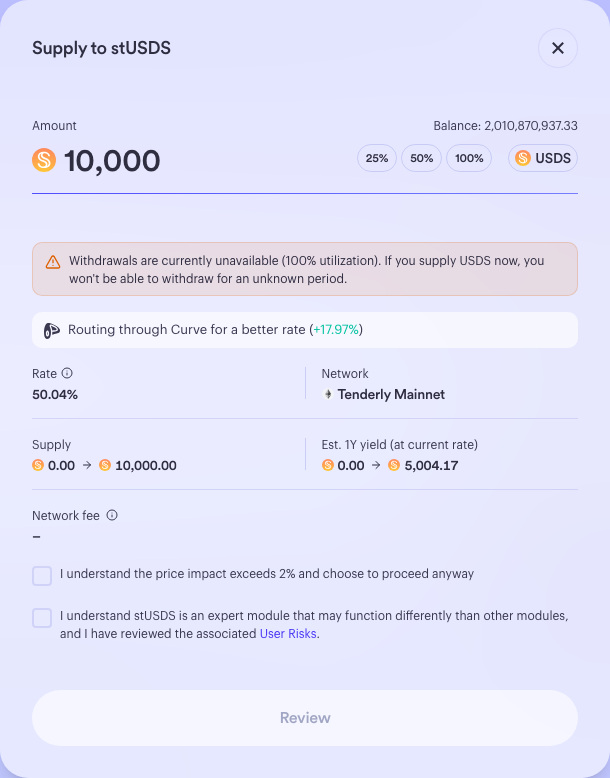 Supply to stUSDS
Amount
Balance: 2,010,870,937.33
10,000
25%
50%
100%
USDS
Withdrawals are currently unavailable (100% utilization). If you supply USDS now, you
won't be able to withdraw for an unknown period.
Routing through Curve for a better rate (+17.97%)
Rate
50.04%
Network
Tenderly Mainnet
Supply
0.00 → 10,000.00
Est. 1Y yield (at current rate)
0.00 → 5,004.17
Network fee
–
I understand the price impact exceeds 2% and choose to proceed anyway
I understand stUSDS is an expert module that may function differently than other modules,
and I have reviewed the associated User Risks.
Review